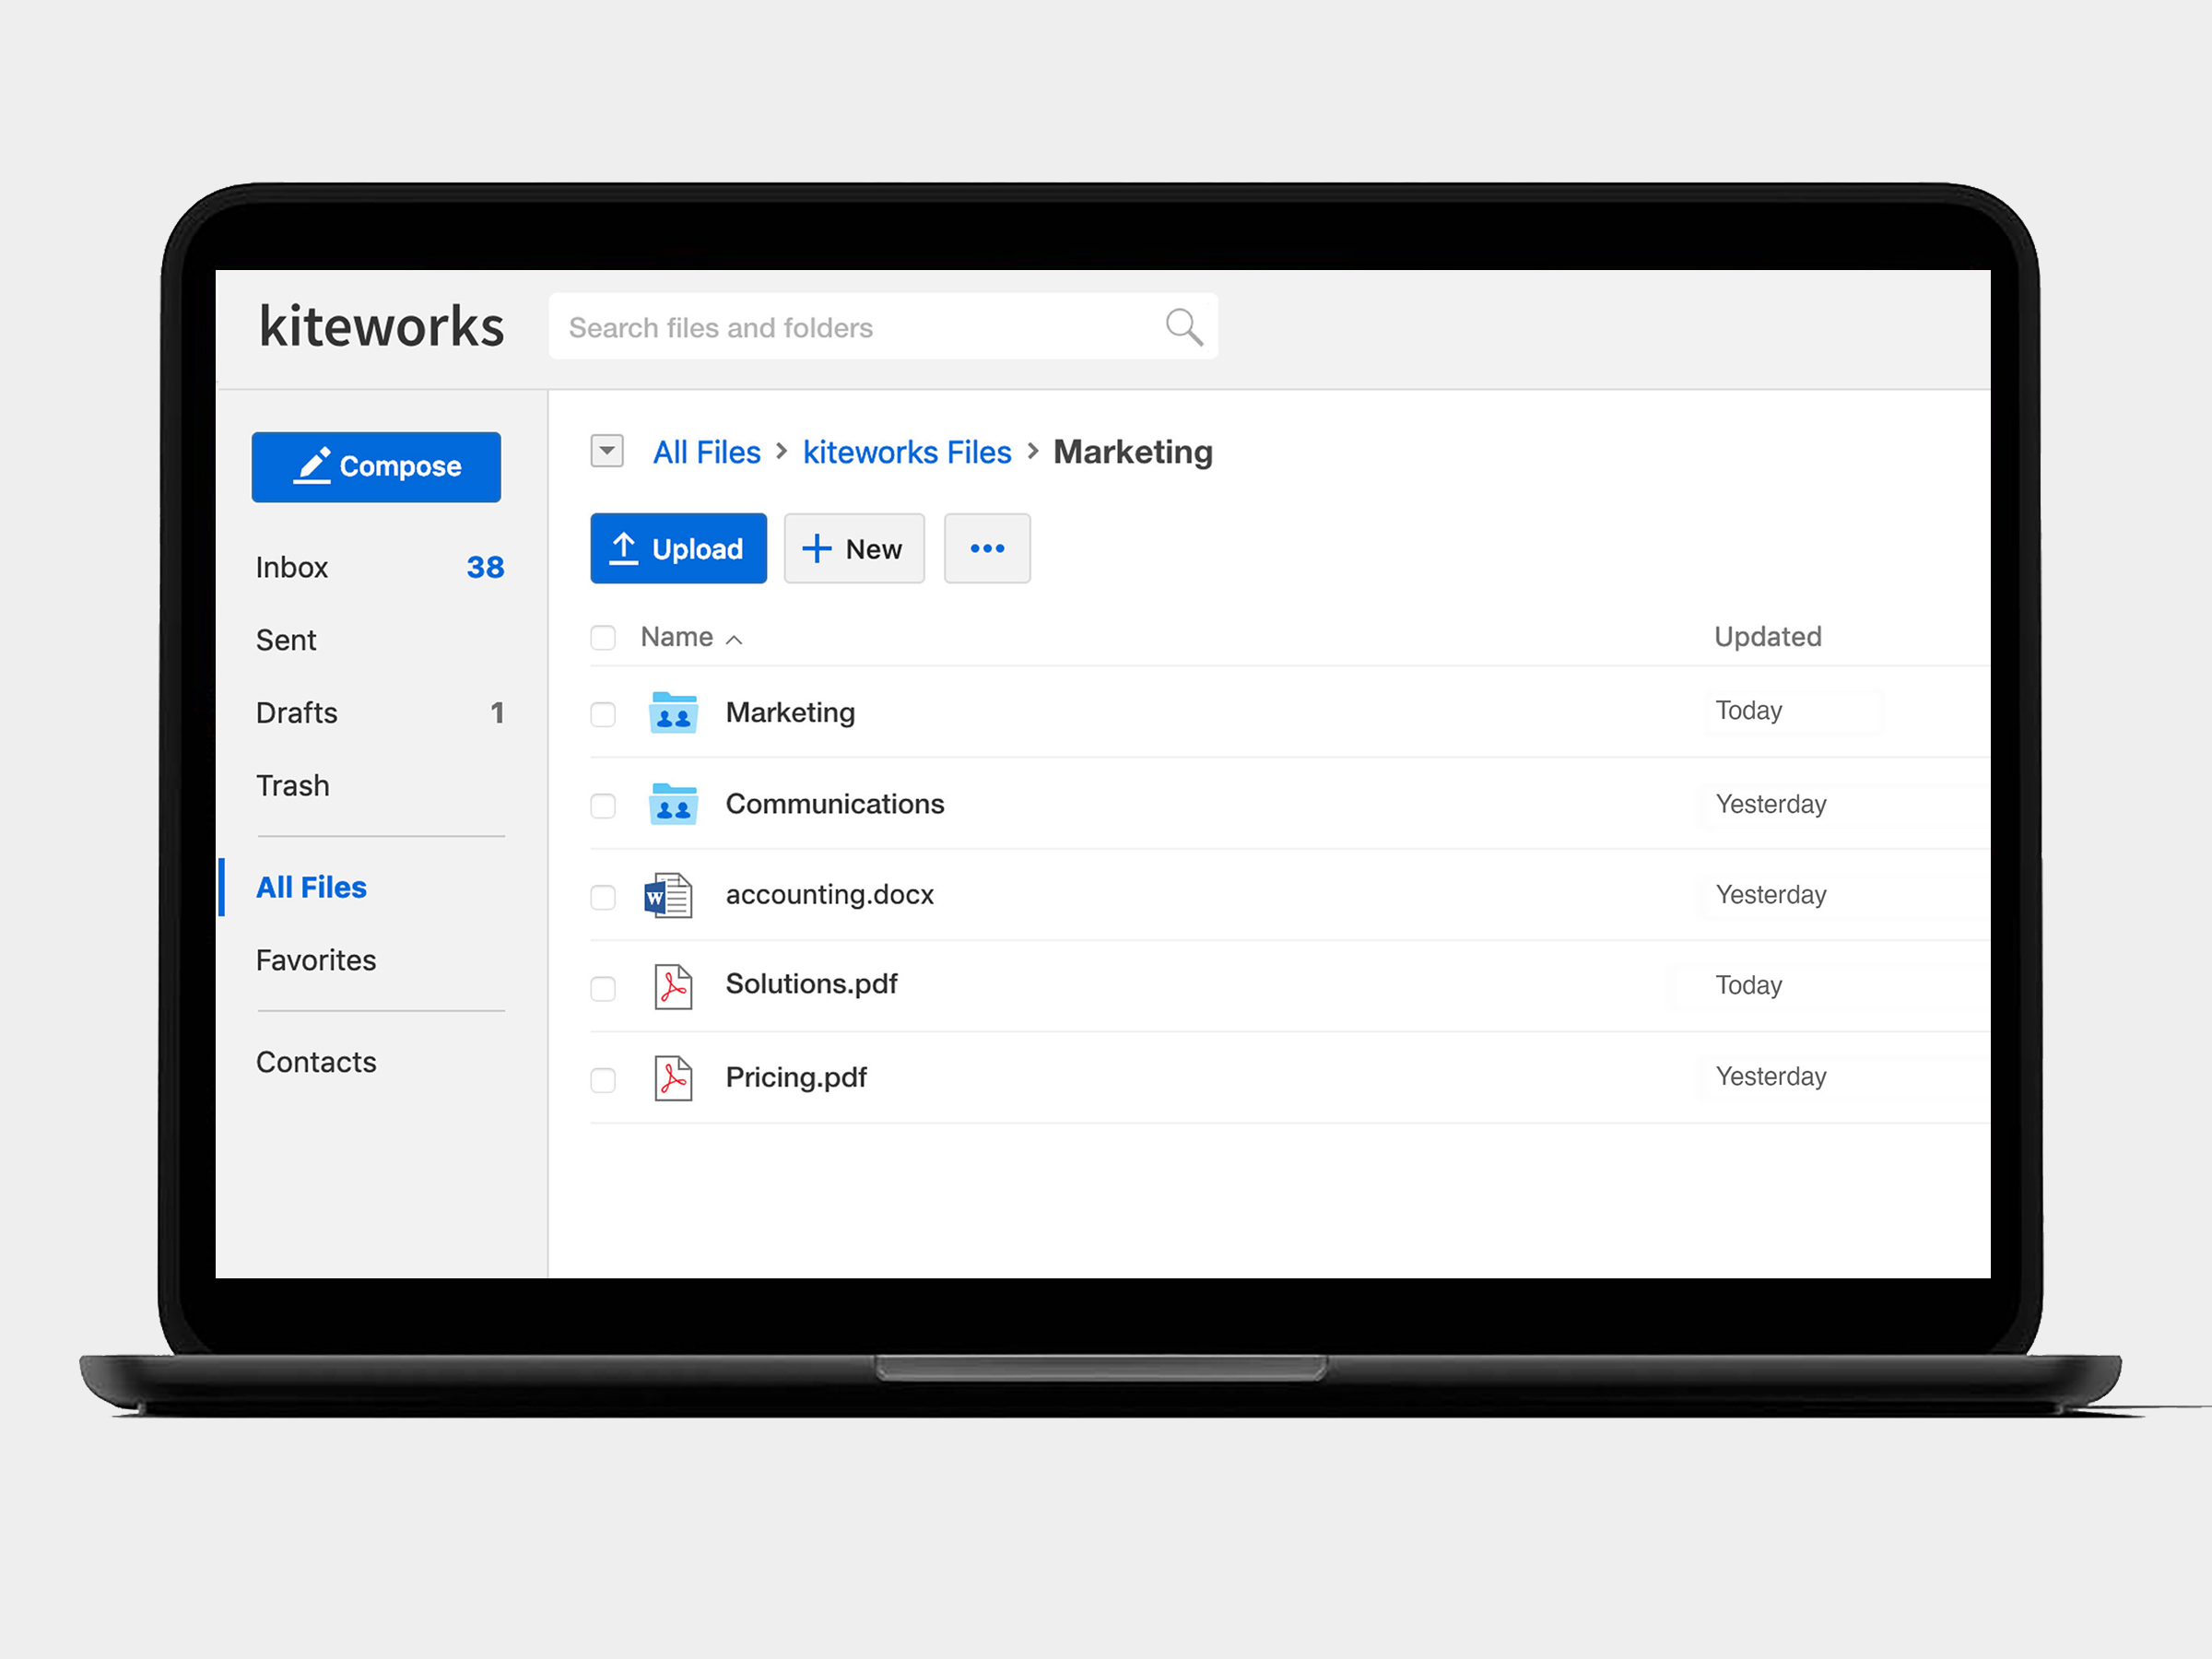 kiteworks
Search files and folders
Compose
Inbox 38
Sent
Drafts 1
Trash
All Files
Favorites
Contacts
All Files > kiteworks Files > Marketing
Upload
New
Name Updated
Marketing Today
Communications Yesterday
W accounting.docx Yesterday
Solutions.pdf Today
Pricing.pdf Yesterday